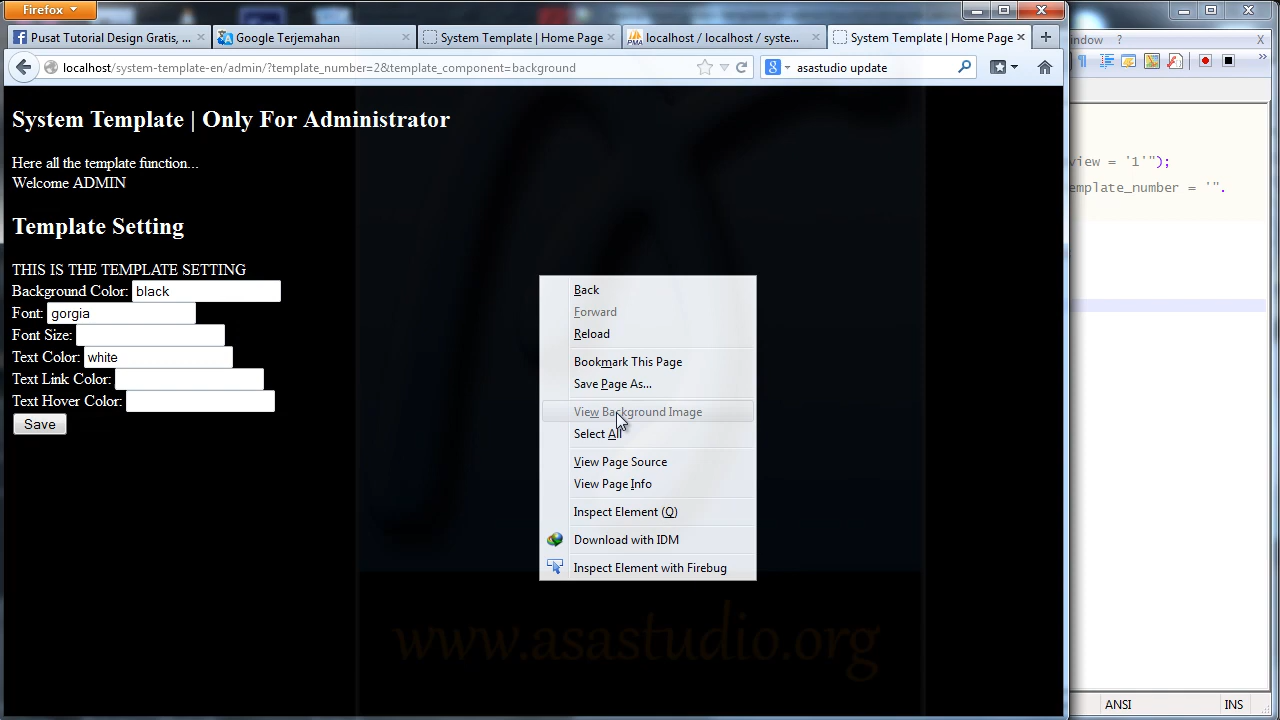 Firefox
Pusat Tutorial Design Gratis, ...
Google Terjemahan
System Template | Home Page
localhost / localhost / syste...
System Template | Home Page
indow ?
localhost/system-template-en/admin/?template_number=2
te_component=background
asastudio update
System Template | Only For Administrator
Here all the template function...
Welcome ADMIN
Template Setting
THIS IS THE TEMPLATE SETTING
Background Color: black
Font: gorgia
Font Size:
Text Color: white
Text Link Color:
Text Hover Color:
Save
Back
Forward
Reload
Bookmark This Page
Save Page As...
View Background Image
Select All
View Page Source
View Page Info
Inspect Element (Q)
Download with IDM
Inspect Element with Firebug
view = '1'");
emplate_number = '".
www.asastudio.org
ANSI
INS